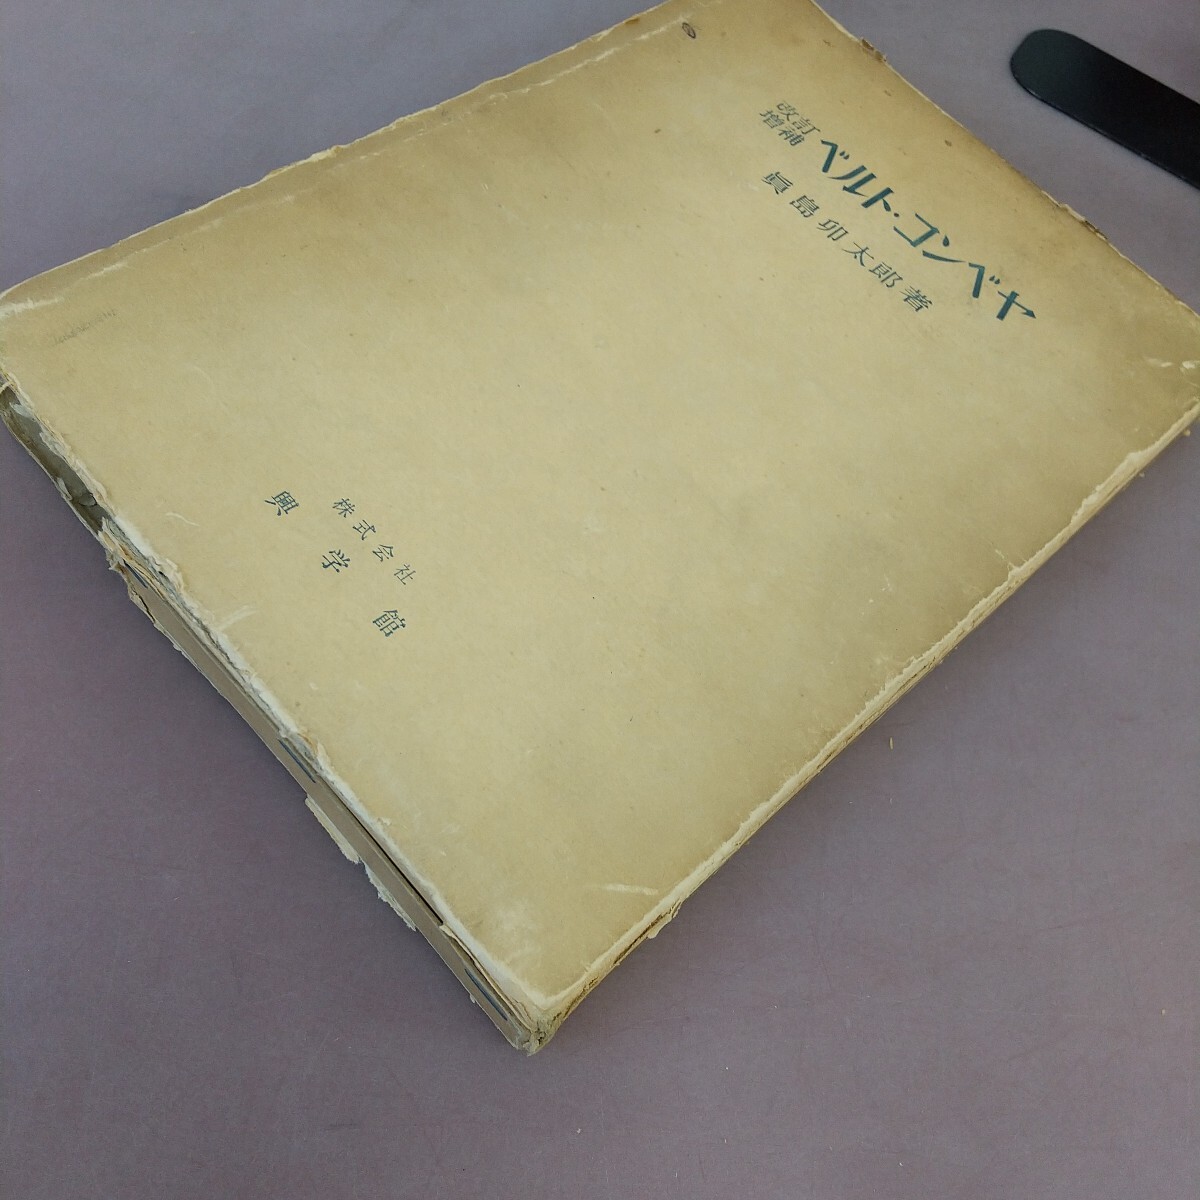 改訂
増補
ベルト・コンベヤ
眞島卯太郎著
株式会社
興学館